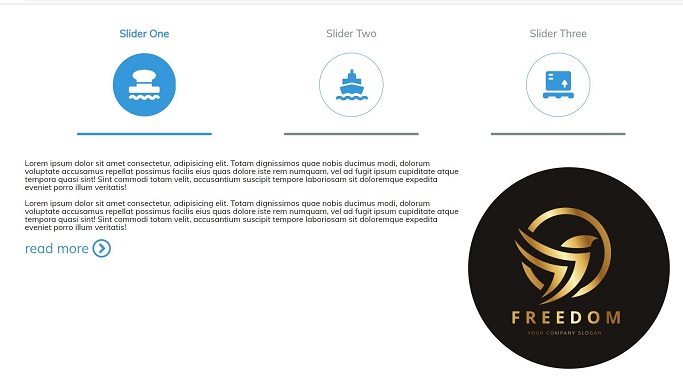 Slider One
Slider Two
Slider Three
Lorem ipsum dolor sit amet consectetur, adipisicing elit. Totam dignissimos quae nobis ducimus modi, dolorum
voluptate accusamus repellat possimus facilis eius quas dolore iste rem numquam, vel ad fugit ipsum cupiditate atque
tempora quasi sint! Sint commodi totam velit, accusantium suscipit tempore laboriosam sit doloremque expedita
eveniet porro illum veritatis!
Lorem ipsum dolor sit amet consectetur, adipisicing elit. Totam dignissimos quae nobis ducimus modi, dolorum
voluptate accusamus repellat possimus facilis eius quas dolore iste rem numquam, vel ad fugit ipsum cupiditate atque
tempora quasi sint! Sint commodi totam velit, accusantium suscipit tempore laboriosam sit doloremque expedita
eveniet porro illum veritatis!
read more
FREEDOM
YOUR COMPANY SLOGAN